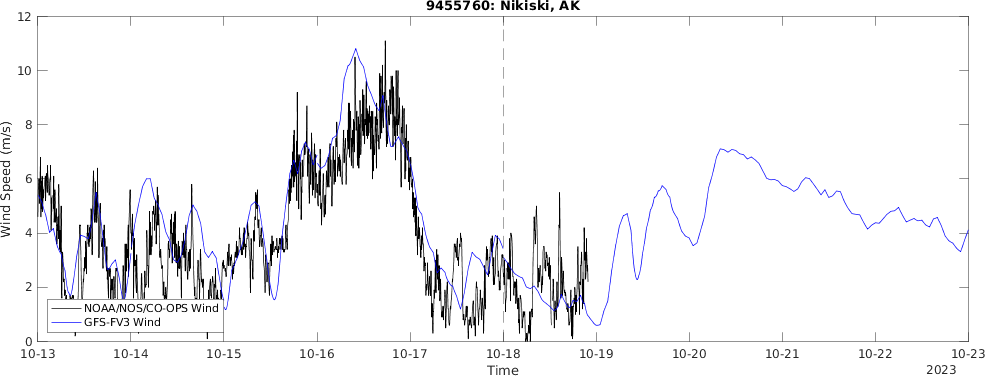 9455760: Nikiski, AK
12
10
8
6
4
2
0
Wind Speed (m/s)
NOAA/NOS/CO-OPS Wind
GFS-FV3 Wind
10-13 10-14 10-15 10-16 10-17 10-18 10-19 10-20 10-21 10-22 10-23
Time
2023